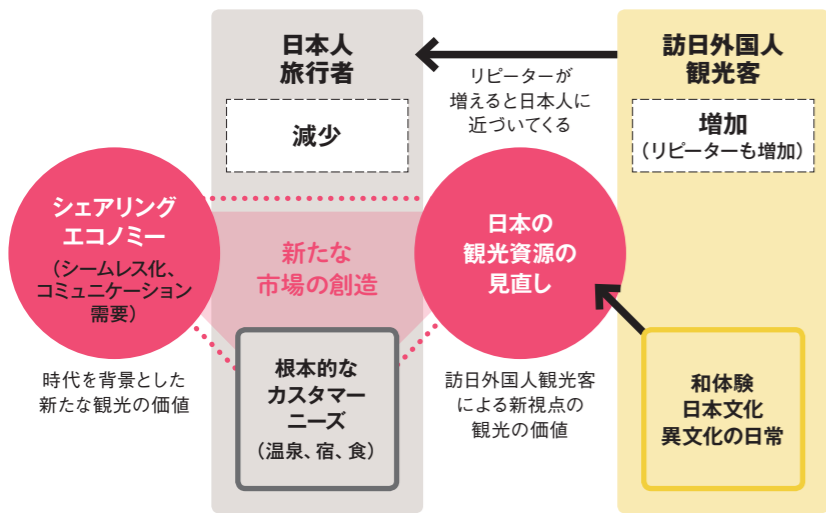 日本人
旅行者
減少
リピーターが
増えると日本人に
近づいてくる
訪日外国人
観光客
増加
(リピーターも増加)
シェアリング
エコノミー
(シームレス化、
コミュニケーション
需要)
新たな
市場の創造
日本の
観光資源の
見直し
時代を背景とした
新たな観光の価値
根本的な
カスタマー
ニーズ
(温泉、宿、食)
訪日外国人観光客
による新視点の
観光の価値
和体験
日本文化
異文化の日常